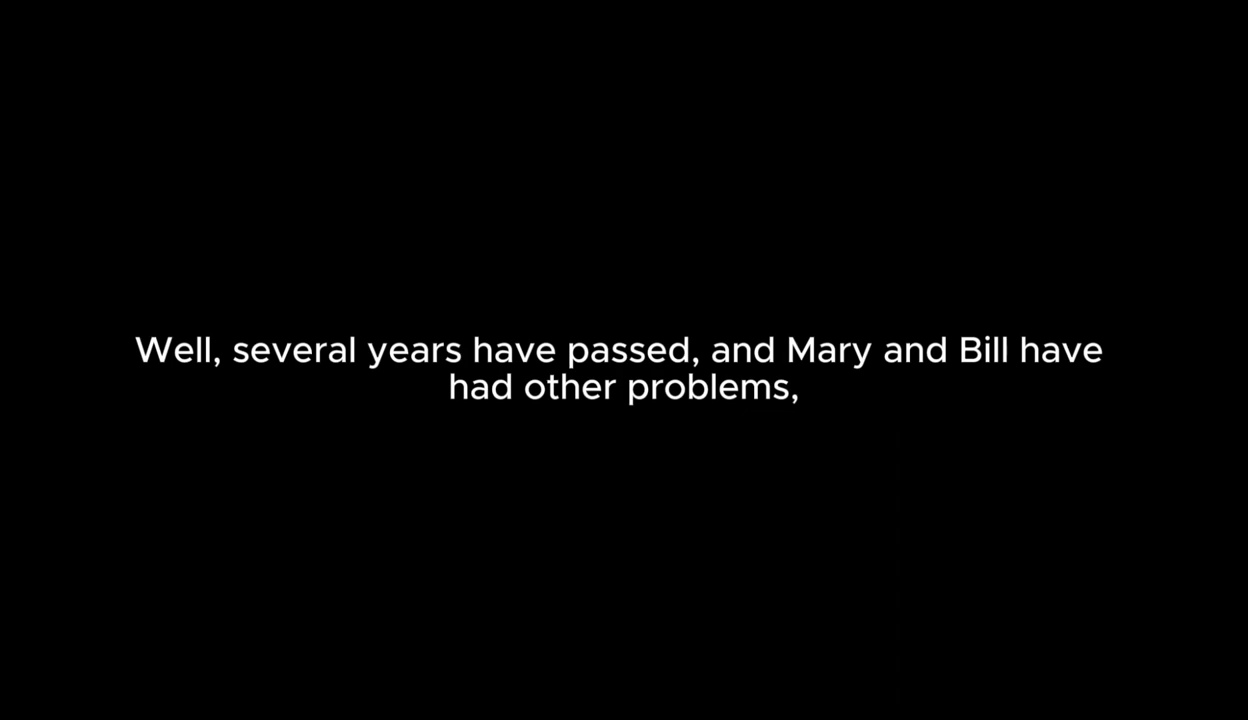 Well, several years have passed, and Mary and Bill have
had other problems,